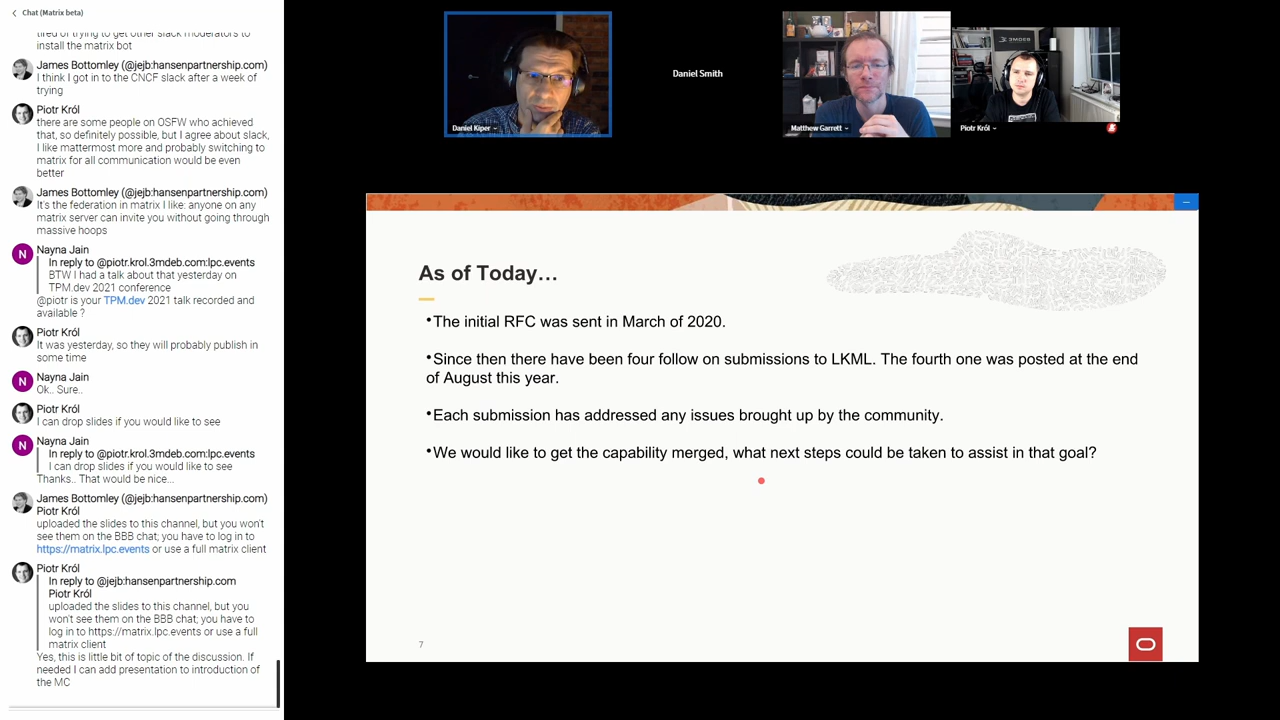 Chat (Matrix beta)
tired of trying to get other slack moderators to
install the matrix bot
James Bottomley (@jejb:hansenpartnership.com)
I think I got in to the CNCF slack after a week of
trying
Piotr Król
there are some people on OSFW who achieved
that, so definitely possible, but I agree about slack,
I like mattermost more and probably switching to
matrix for all communication would be even
better
James Bottomley (@jejb:hansenpartnership.com)
It's the federation in matrix I like: anyone on any
matrix server can invite you without going through
massive hoops
N
Nayna Jain
In reply to @piotr.krol.3mdeb.com:lpc.events
BTW I had a talk about that yesterday on
TPM.dev 2021 conference
@piotr is your TPM.dev 2021 talk recorded and
available ?
Piotr Król
It was yesterday, so they will probably publish in
some time
N
Nayna Jain
Ok.. Sure..
Piotr Król
I can drop slides if you would like to see
N
Nayna Jain
In reply to @piotr.krol.3mdeb.com:lpc.events
I can drop slides if you would like to see
Thanks.. That would be nice...
James Bottomley (@jejb:hansenpartnership.com)
Piotr Król
uploaded the slides to this channel, but you won't
see them on the BBB chat; you have to log in to
https://matrix.lpc.events or use a full matrix client
Piotr Król
In reply to @jejb:hansenpartnership.com
Piotr Król
uploaded the slides to this channel, but you
won't see them on the BBB chat; you have to
log in to https://matrix.lpc.events or use a full
matrix client
Yes, this is little bit of topic of the discussion. If
needed I can add presentation to introduction of
the MC
Daniel Kiper
Daniel Smith
Matthew Garrett
3MDEB
Piotr Król
As of Today…
•The initial RFC was sent in March of 2020.
•Since then there have been four follow on submissions to LKML. The fourth one was posted at the end
of August this year.
•Each submission has addressed any issues brought up by the community.
•We would like to get the capability merged, what next steps could be taken to assist in that goal?
7